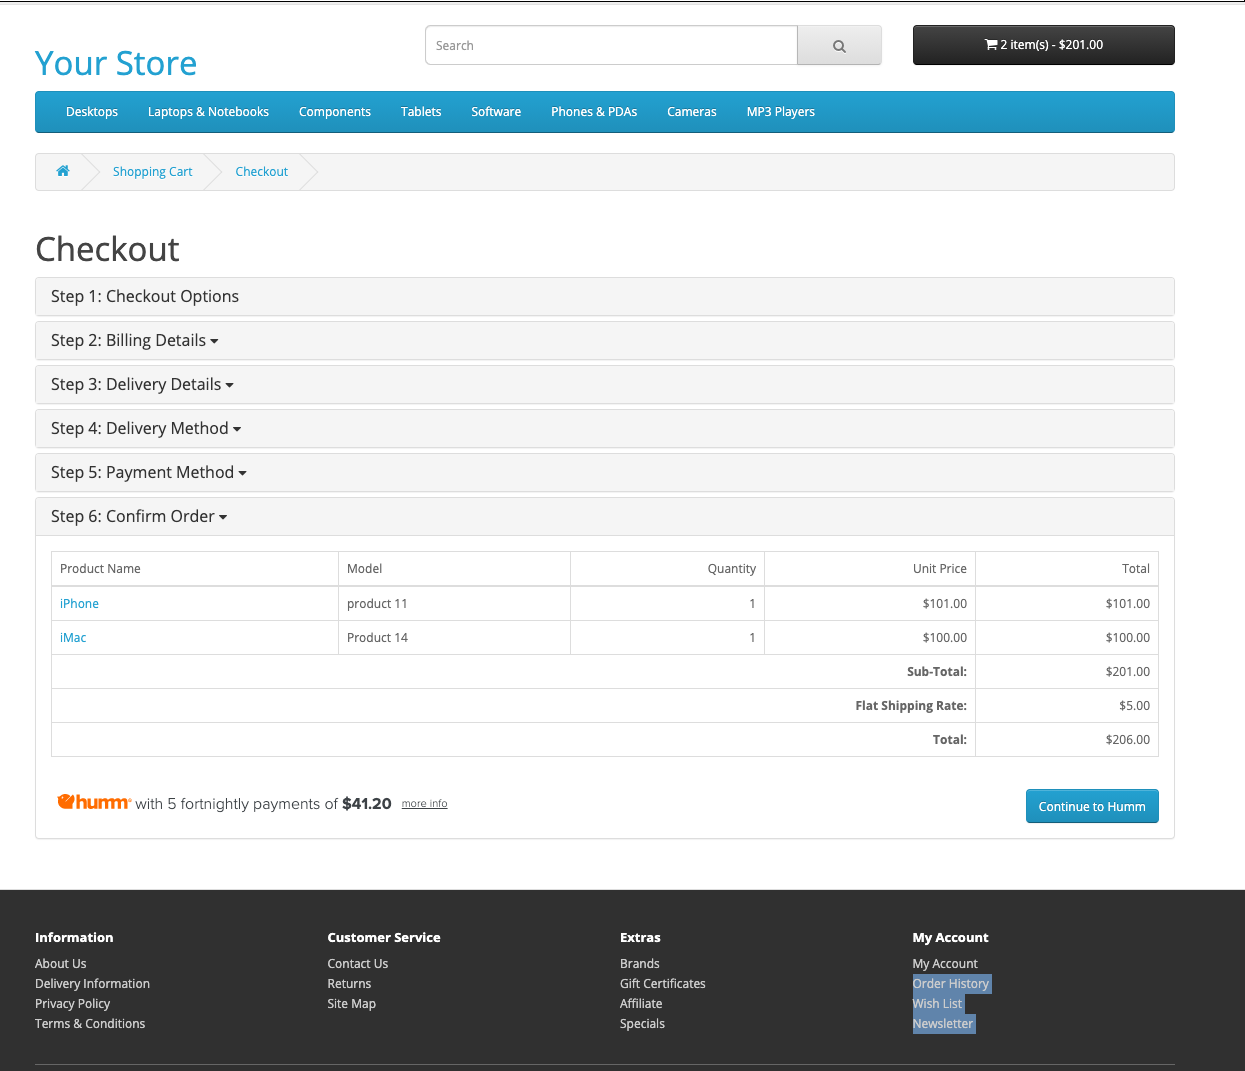 Your Store
Search
2 item(s) - $201.00
Desktops Laptops & Notebooks Components Tablets Software Phones & PDAs Cameras MP3 Players
Shopping Cart Checkout
Checkout
Step 1: Checkout Options
Step 2: Billing Details
Step 3: Delivery Details
Step 4: Delivery Method
Step 5: Payment Method
Step 6: Confirm Order
Product Name Model Quantity Unit Price Total
iPhone product 11 1 $101.00 $101.00
iMac Product 14 1 $100.00 $100.00
Sub-Total: $201.00
Flat Shipping Rate: $5.00
Total: $206.00
humm with 5 fortnightly payments of $41.20 more info
Continue to Humm
Information Customer Service Extras My Account
About Us Contact Us Brands My Account
Delivery Information Returns Gift Certificates Order History
Privacy Policy Site Map Affiliate Wish List
Terms & Conditions Specials Newsletter